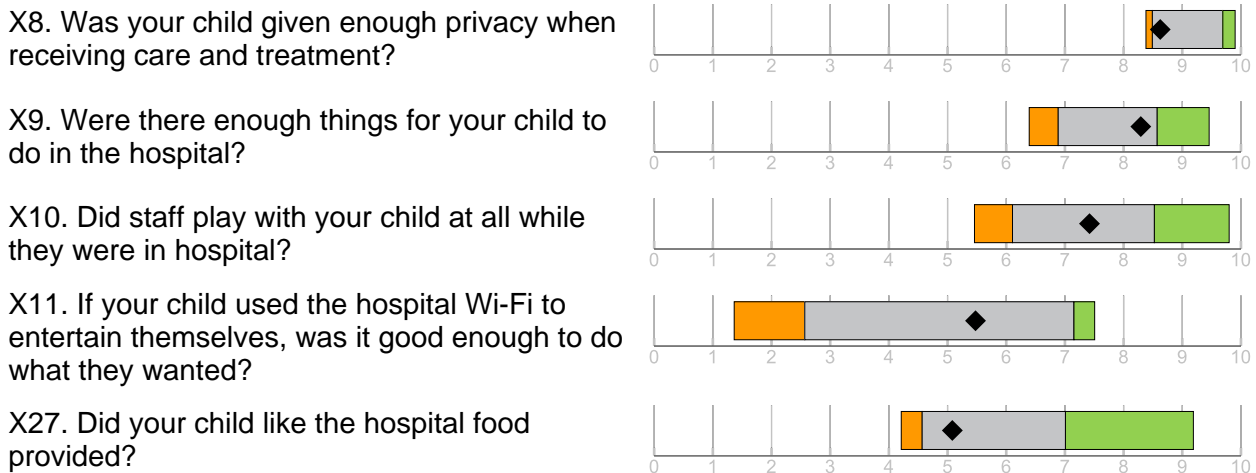 X8. Was your child given enough privacy when
receiving care and treatment?
0 1 2 3 4 5 6 7 8 9 10
X9. Were there enough things for your child to
do in the hospital?
0 1 2 3 4 5 6 7 8 9 10
X10. Did staff play with your child at all while
they were in hospital?
0 1 2 3 4 5 6 7 8 9 10
X11. If your child used the hospital Wi-Fi to
entertain themselves, was it good enough to do
what they wanted?
0 1 2 3 4 5 6 7 8 9 10
X27. Did your child like the hospital food
provided?
0 1 2 3 4 5 6 7 8 9 10